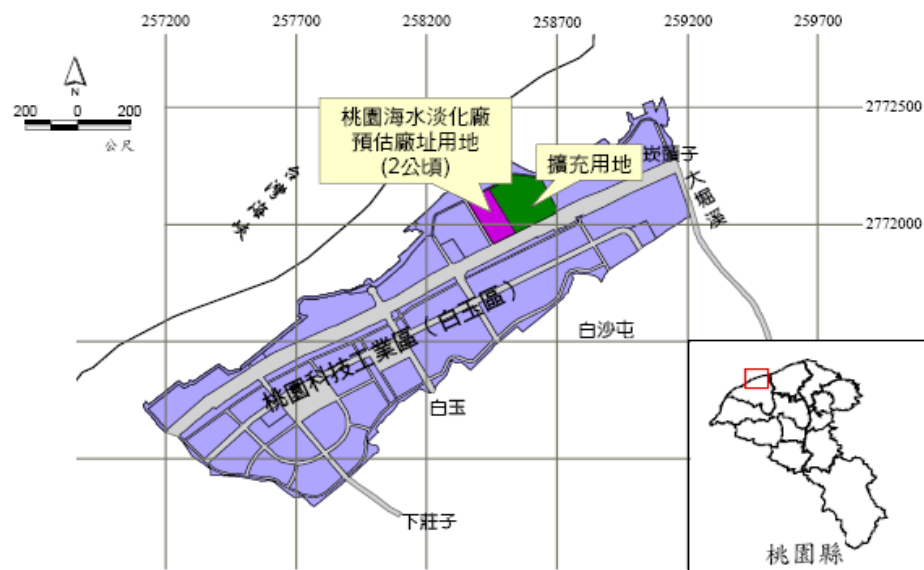 257200
257700
258200
258700
259200
259700
N
200 0 200
公尺
2772500
2772000
桃園海水淡化廠
預估廠址用地
(2公頃)
擴充用地
台灣海峽
大堀溪
桃園科技工業區（白玉區）
白沙屯
白玉
下莊子
桃園縣